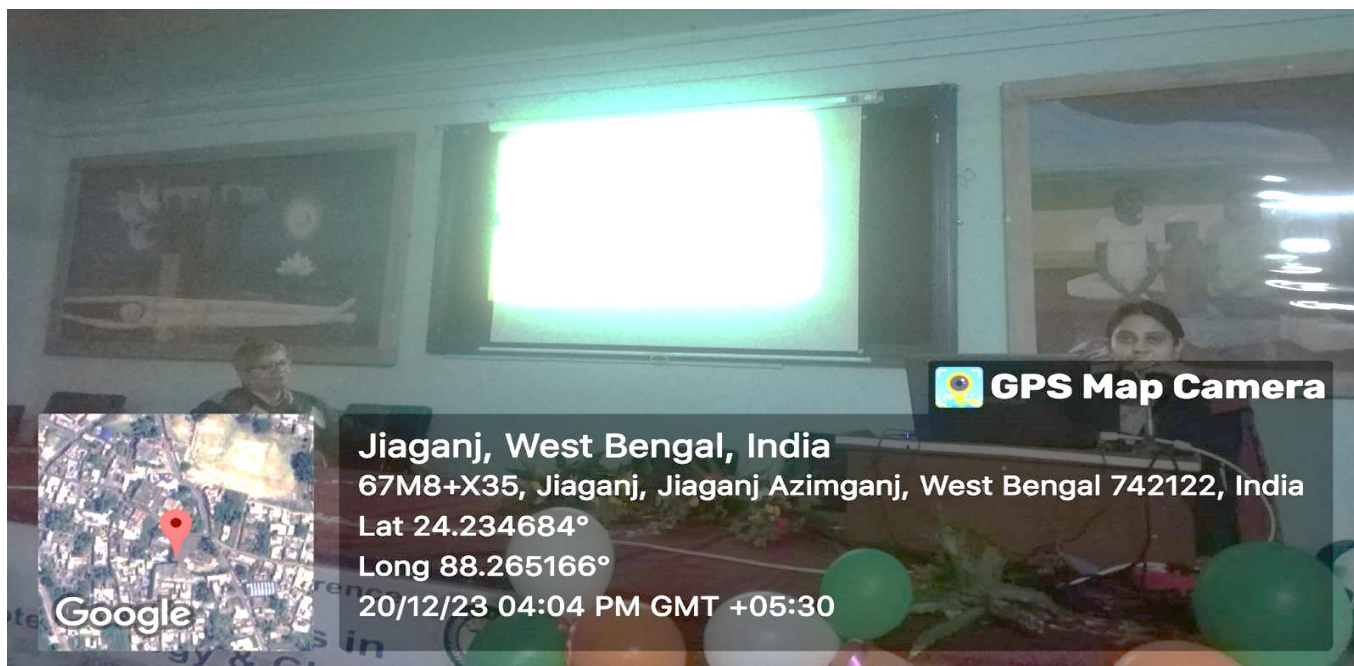 GPS Map Camera
Jiaganj, West Bengal, India
67M8+X35, Jiaganj, Jiaganj Azimganj, West Bengal 742122, India
Lat 24.234684°
Long 88.265166°
20/12/23 04:04 PM GMT +05:30
Google
in